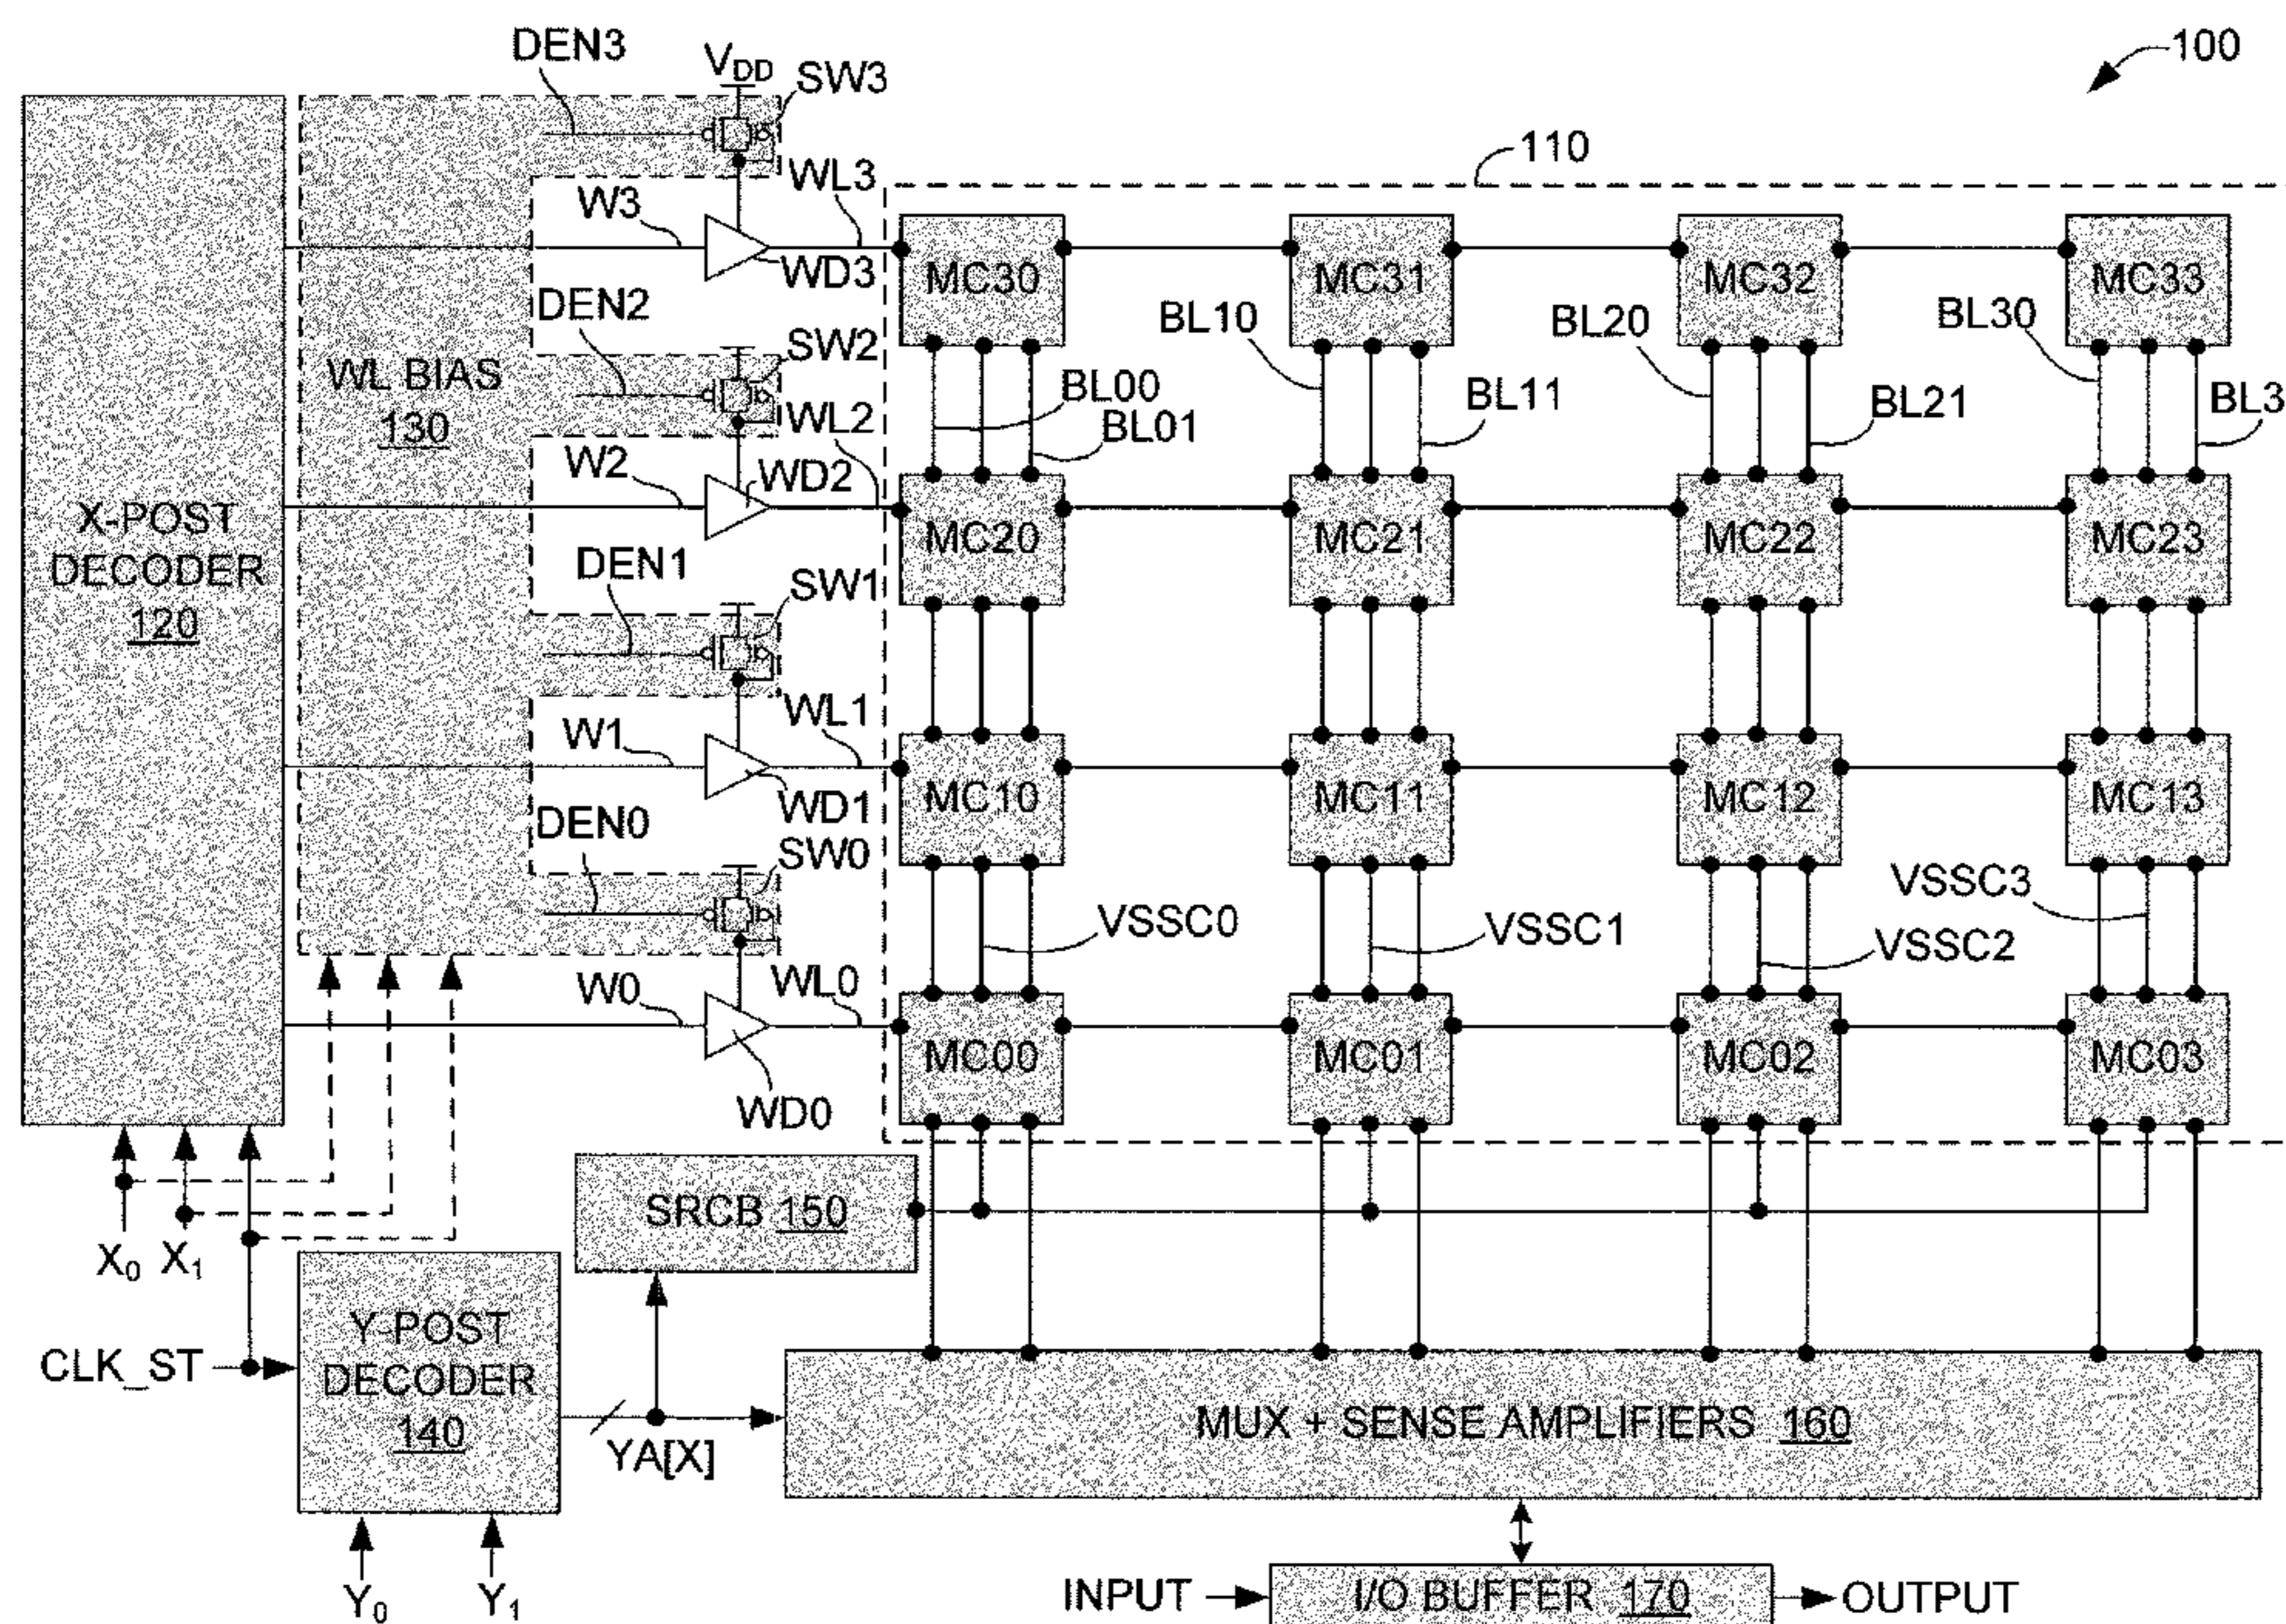 DEN3
VDD
SW3
100
110
W3
WL3
WD3
MC30
MC31
MC32
MC33
DEN2
SW2
WL BIAS
130
WL2
BL00
BL01
BL10
BL11
BL20
BL21
BL30
BL3
W2
WD2
X-POST
DECODER
120
MC20
MC21
MC22
MC23
DEN1
SW1
W1
WL1
WD1
MC10
MC11
MC12
MC13
DEN0
SW0
VSSC0
VSSC1
VSSC2
VSSC3
W0
WL0
WD0
MC00
MC01
MC02
MC03
SRCB 150
X0 X1
CLK_ST
Y-POST
DECODER
140
YA[X]
MUX + SENSE AMPLIFIERS 160
Y0 Y1
INPUT
I/O BUFFER 170
OUTPUT